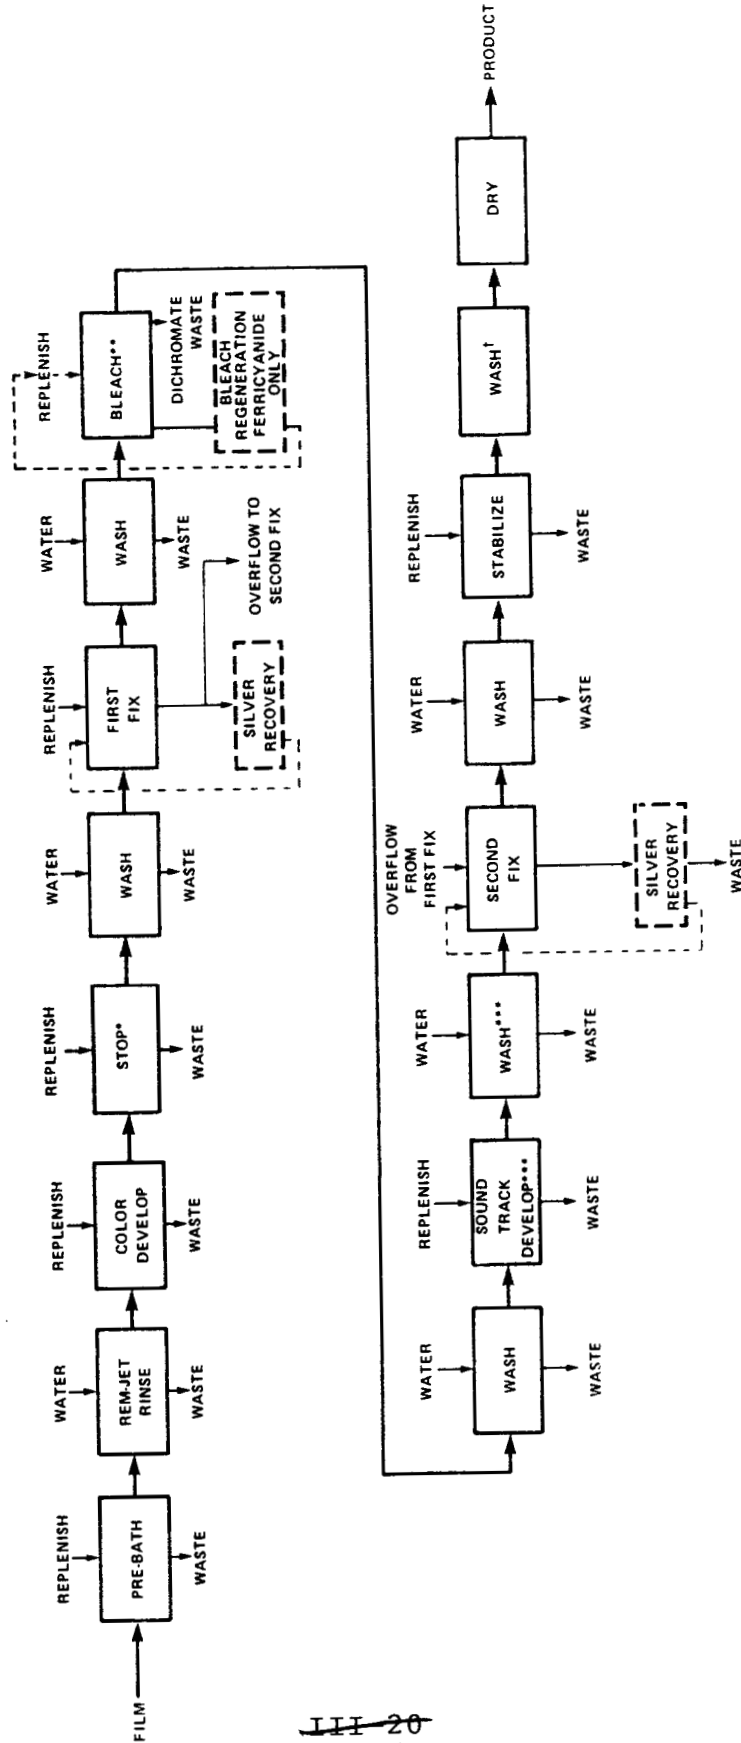 FILM
REPLENISH
PRE-BATH
WASTE
WATER
REM-JET
RINSE
WASTE
REPLENISH
COLOR
DEVELOP
WASTE
REPLENISH
STOP*
WASTE
WATER
WASH
WASTE
REPLENISH
FIRST
FIX
SILVER
RECOVERY
OVERFLOW TO
SECOND FIX
WATER
WASH
WASTE
REPLENISH
BLEACH**
DICHROMATE
WASTE
BLEACH
REGENERATION
FERRICYANIDE
ONLY
WATER
WASH
WASTE
REPLENISH
SOUND
TRACK
DEVELOP***
WASTE
WATER
WASH***
WASTE
OVERFLOW
FROM
FIRST FIX
SECOND
FIX
SILVER
RECOVERY
WASTE
WATER
WASH
WASTE
REPLENISH
STABILIZE
WASTE
WASH†
DRY
PRODUCT
III-20